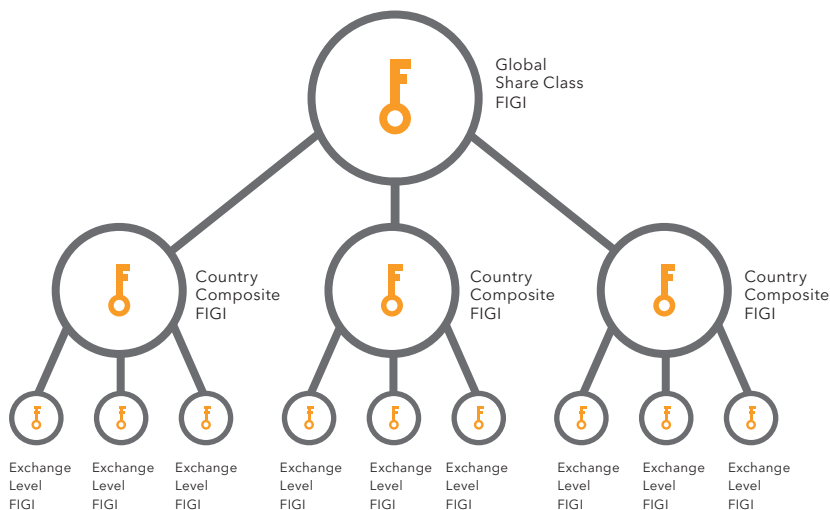 Global
Share Class
FIGI
Country
Composite
FIGI
Country
Composite
FIGI
Country
Composite
FIGI
Exchange
Level
FIGI
Exchange
Level
FIGI
Exchange
Level
FIGI
Exchange
Level
FIGI
Exchange
Level
FIGI
Exchange
Level
FIGI
Exchange
Level
FIGI
Exchange
Level
FIGI
Exchange
Level
FIGI